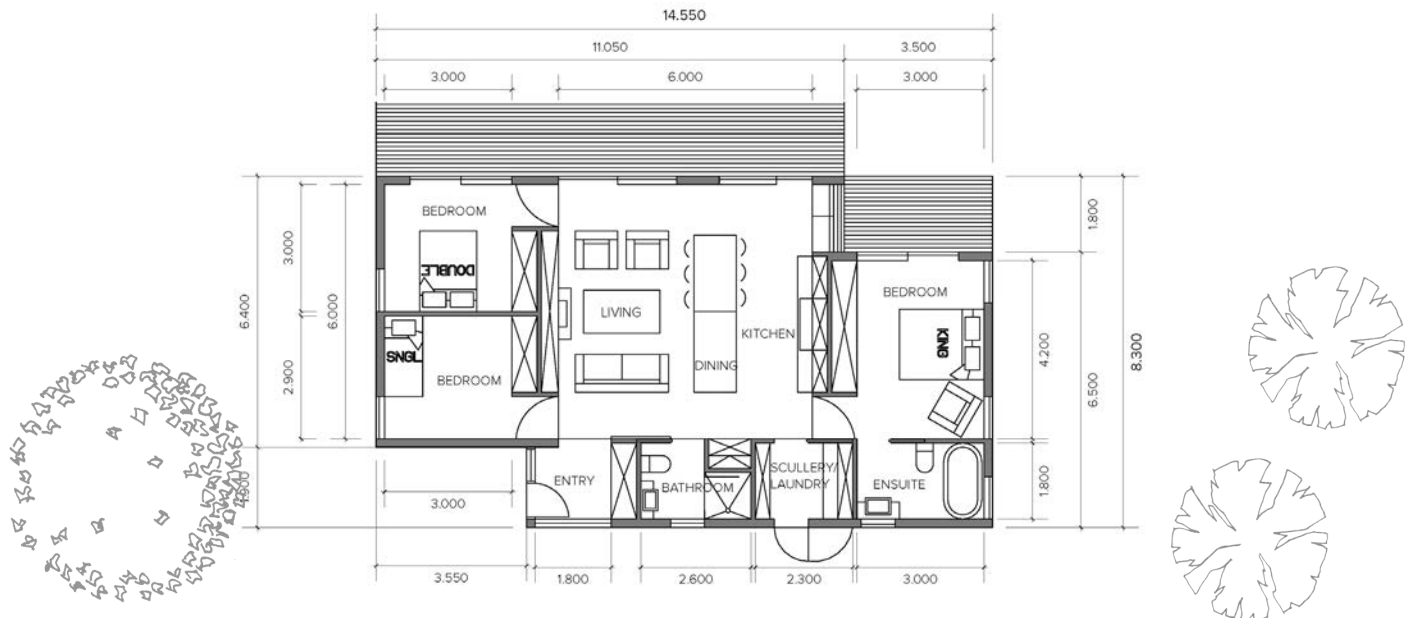 14.550
11.050
3.500
3.000
6.000
3.000
BEDROOM
DOUBLE
LIVING
KITCHEN
DINING
BEDROOM
KING
SNGL
BEDROOM
ENTRY
BATHROOM
SCULLERY/
LAUNDRY
ENSUITE
6.400
3.000
6.000
2.900
1.900
1.800
4.200
6.500
8.300
1.800
3.000
3.550
1.800
2.600
2.300
3.000